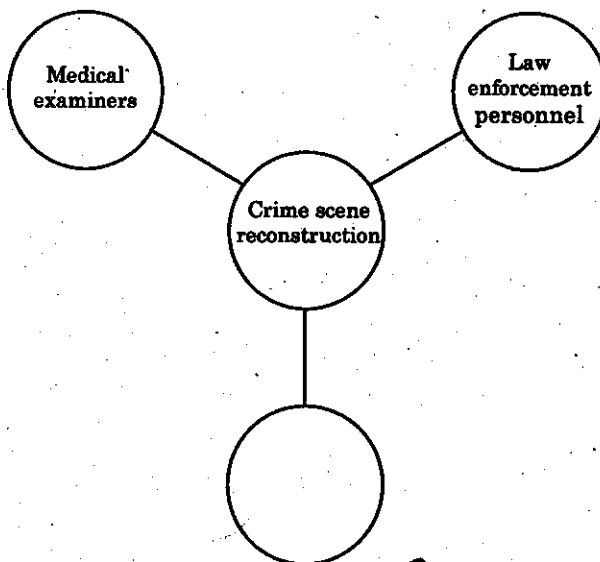 Medical
examiners
Law
enforcement
personnel
Crime scene
reconstruction